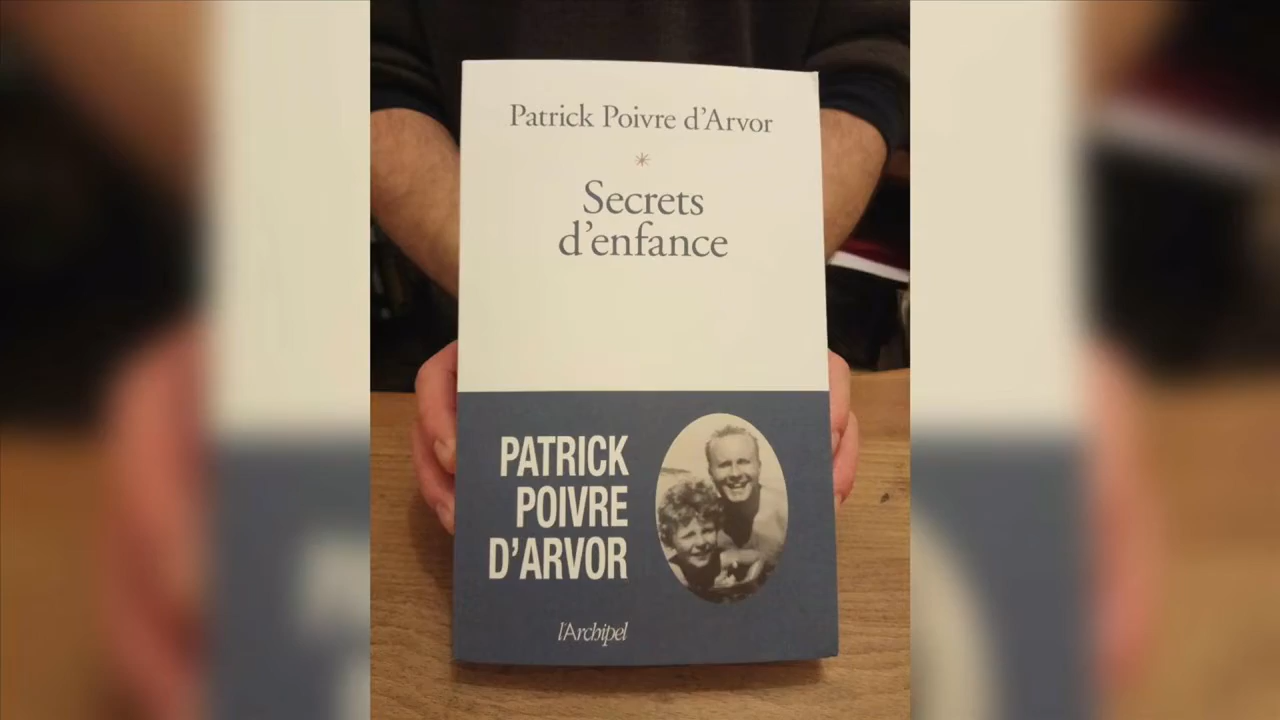 Patrick Poivre d'Arvor
*
Secrets
d'enfance
PATRICK
POIVRE
D'ARVOR
l'Archipel